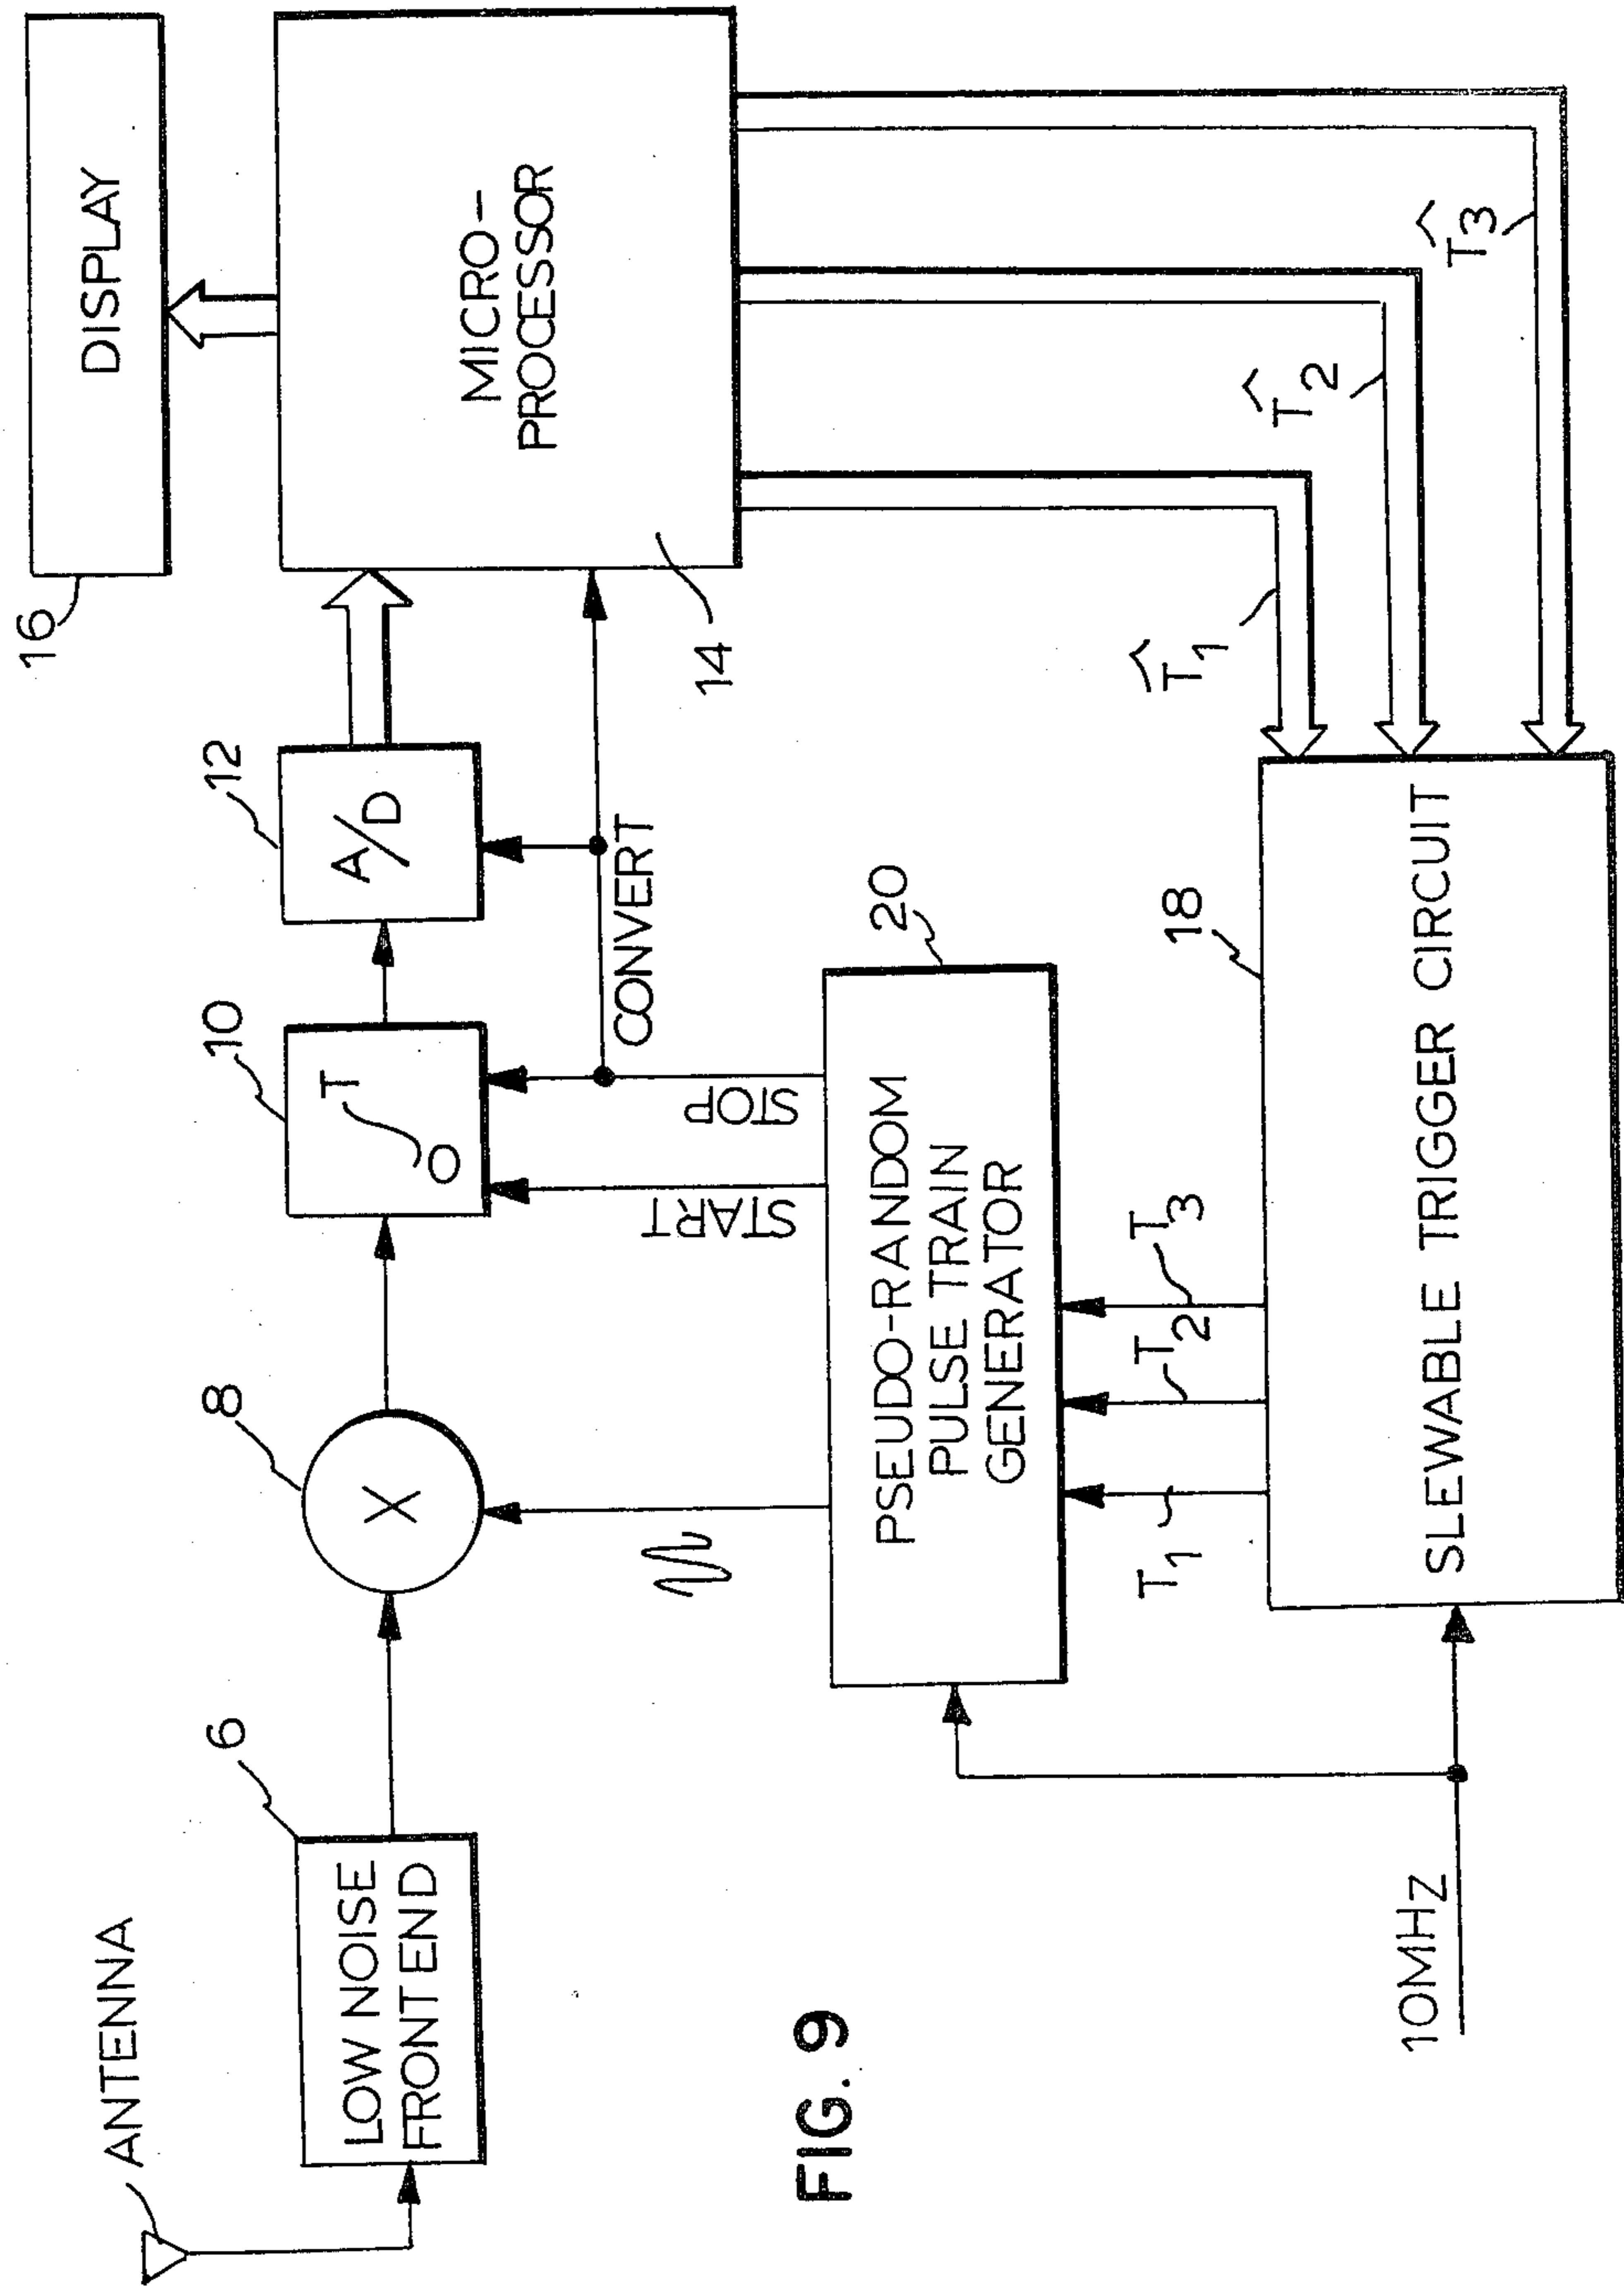 ANTENNA
6
LOW NOISE
FRONT END
8
X
10
T
0
12
A/D
16
DISPLAY
MICRO-
PROCESSOR
14
CONVERT
START
STOP
20
PSEUDO-RANDOM
PULSE TRAIN
GENERATOR
T1
T2
T3
T̂1
T̂2
T̂3
18
SLEWABLE TRIGGER CIRCUIT
10MHZ
FIG. 9